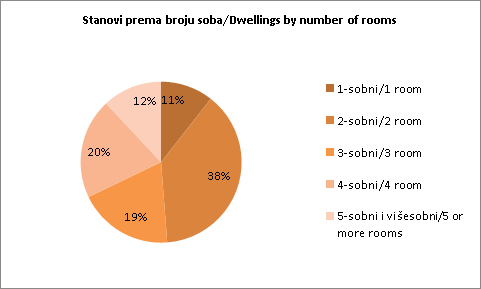 Stanovi prema broju soba/Dwellings by number of rooms
11%
38%
19%
20%
12%
1-sobni/1 room
2-sobni/2 room
3-sobni/3 room
4-sobni/4 room
5-sobni i višesobni/5 or
more rooms